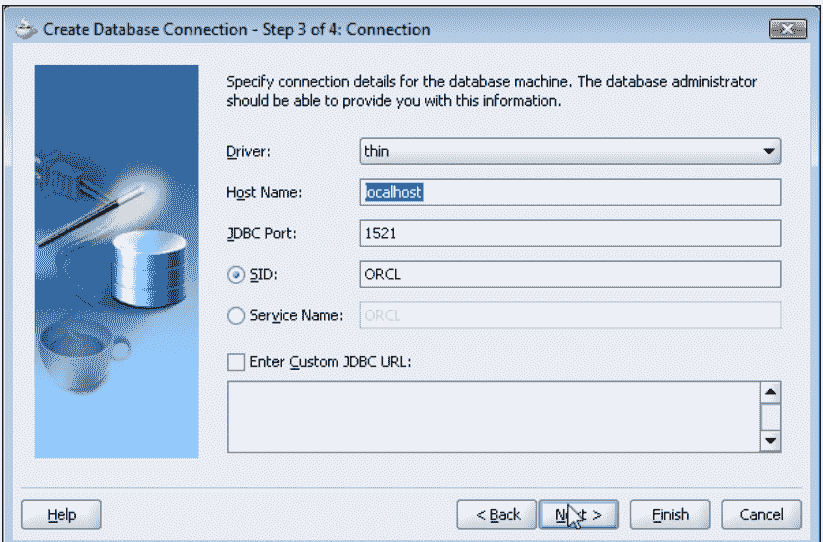 Create Database Connection - Step 3 of 4: Connection
Specify connection details for the database machine. The database administrator
should be able to provide you with this information.
Driver: thin
Host Name: localhost
JDBC Port: 1521
SID: ORCL
Service Name: ORCL
Enter Custom JDBC URL:
Help < Back Next > Finish Cancel